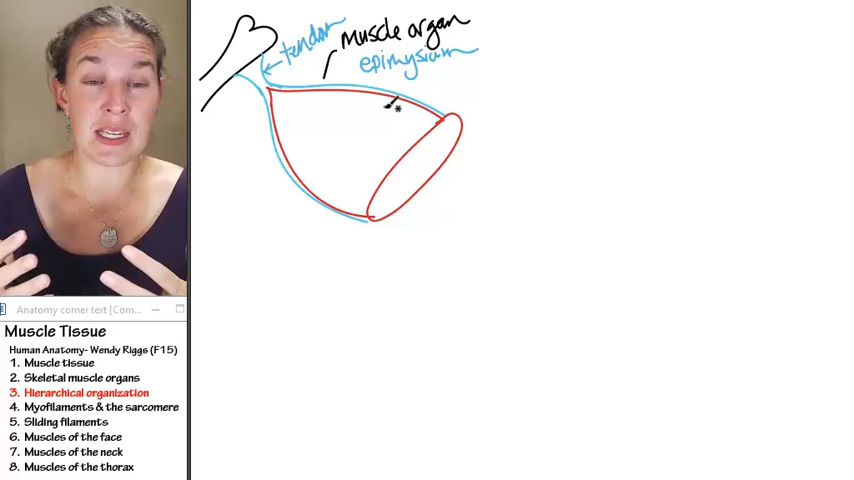 tendon
muscle organ
epimysium
*
Anatomy corner text [Com...
Muscle Tissue
Human Anatomy- Wendy Riggs (F15)
1. Muscle tissue
2. Skeletal muscle organs
3. Hierarchical organization
4. Myofilaments & the sarcomere
5. Sliding filaments
6. Muscles of the face
7. Muscles of the neck
8. Muscles of the thorax